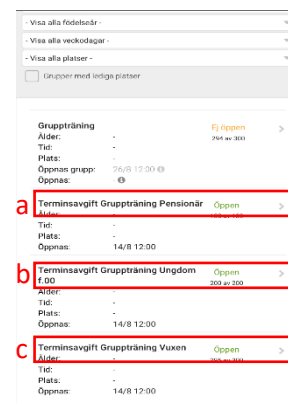 - Visa alla födelseår -
- Visa alla veckodagar -
- Visa alla platser -
Grupper med lediga platser
Gruppträning Ej öppen >
Ålder: - 294 av 300
Tid: -
Plats: -
Öppnas grupp: 26/8 12:00
Öppnas:
a Terminsavgift Gruppträning Pensionär Öppen >
Ålder: -
Tid: -
Plats: -
Öppnas: 14/8 12:00
b Terminsavgift Gruppträning Ungdom Öppen >
f.00 200 av 200
Ålder: -
Tid: -
Plats: -
Öppnas: 14/8 12:00
c Terminsavgift Gruppträning Vuxen Öppen >
Ålder: -
Tid: -
Plats: -
Öppnas: 14/8 12:00